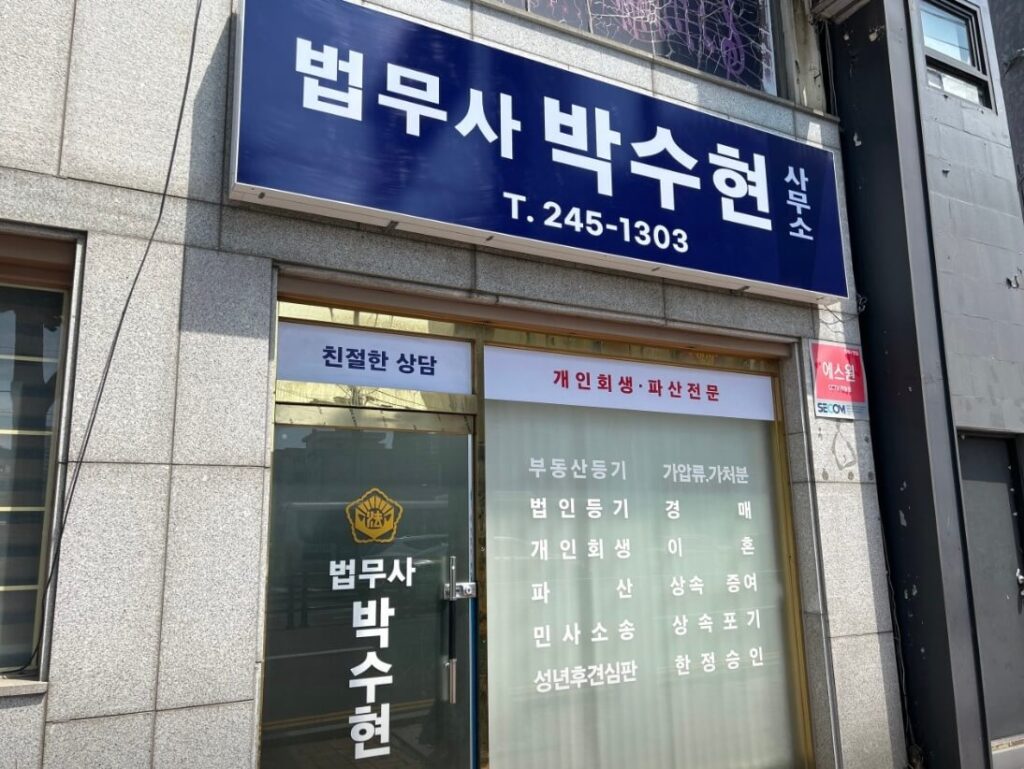 법무사 박수현 사무소
T. 245-1303
친절한 상담
개인회생·파산전문
에스원
SECOM
부동산등기 가압류.가처분
법인등기 경매
개인회생 이혼
파산 상속 증여
민사소송 상속포기
성년후견심판 한정승인
法
법무사
박수현